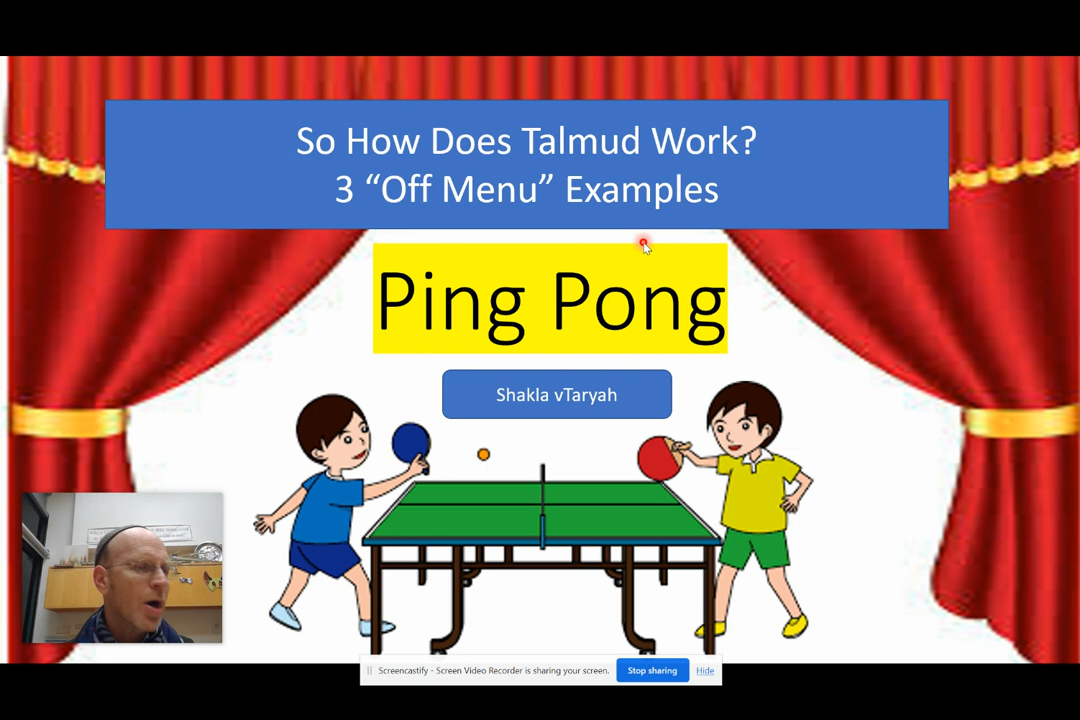 So How Does Talmud Work?
3 “Off Menu” Examples
Ping Pong
Shakla vTaryah
Screencastify - Screen Video Recorder is sharing your screen.
Stop sharing
Hide